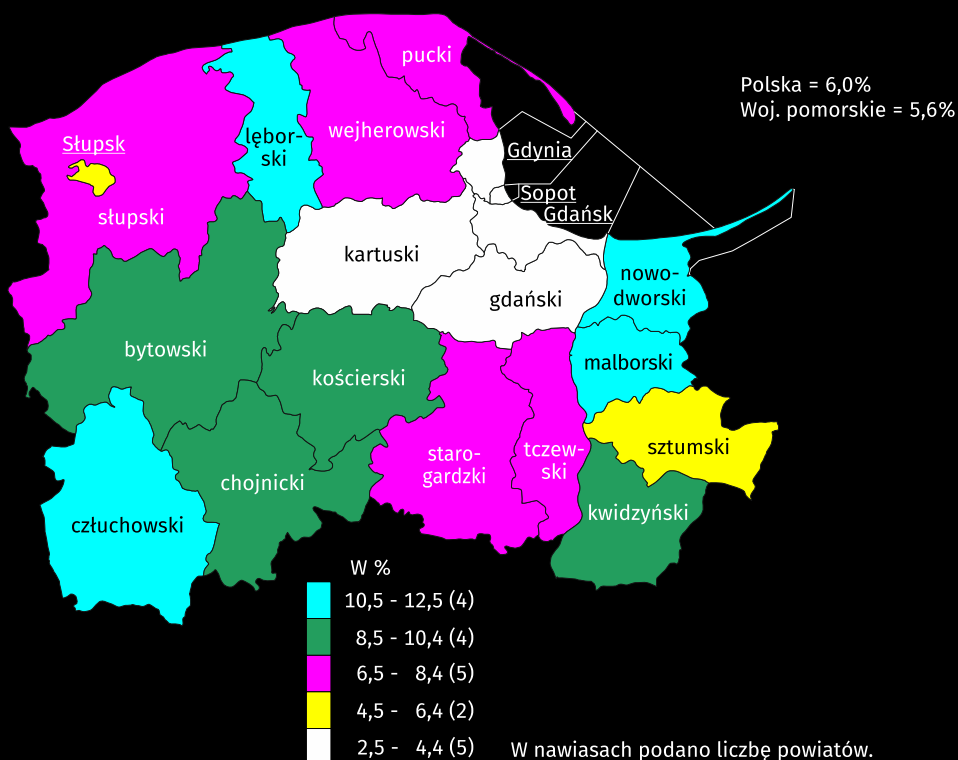 pucki
Polska = 6,0%
Woj. pomorskie = 5,6%
wejherowski
lębor-
ski
Słupsk
Gdynia
Sopot
Gdańsk
słupski
kartuski
gdański
nowo-
dworski
bytowski
kościerski
malborski
staro-
gardzki
tczew-
ski
sztumski
chojnicki
kwidzyński
człuchowski
W %
10,5 - 12,5 (4)
8,5 - 10,4 (4)
6,5 - 8,4 (5)
4,5 - 6,4 (2)
2,5 - 4,4 (5)
W nawiasach podano liczbę powiatów.